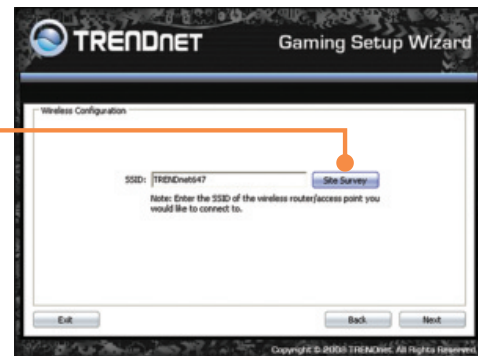 TRENDNET
Gaming Setup Wizard
Wireless Configuration
SSID: TRENDnet647
Site Survey
Note: Enter the SSID of the wireless router/access point you
would like to connect to.
Exit
Back
Next
Copyright © 2008 TRENDnet. All Rights Reserved.